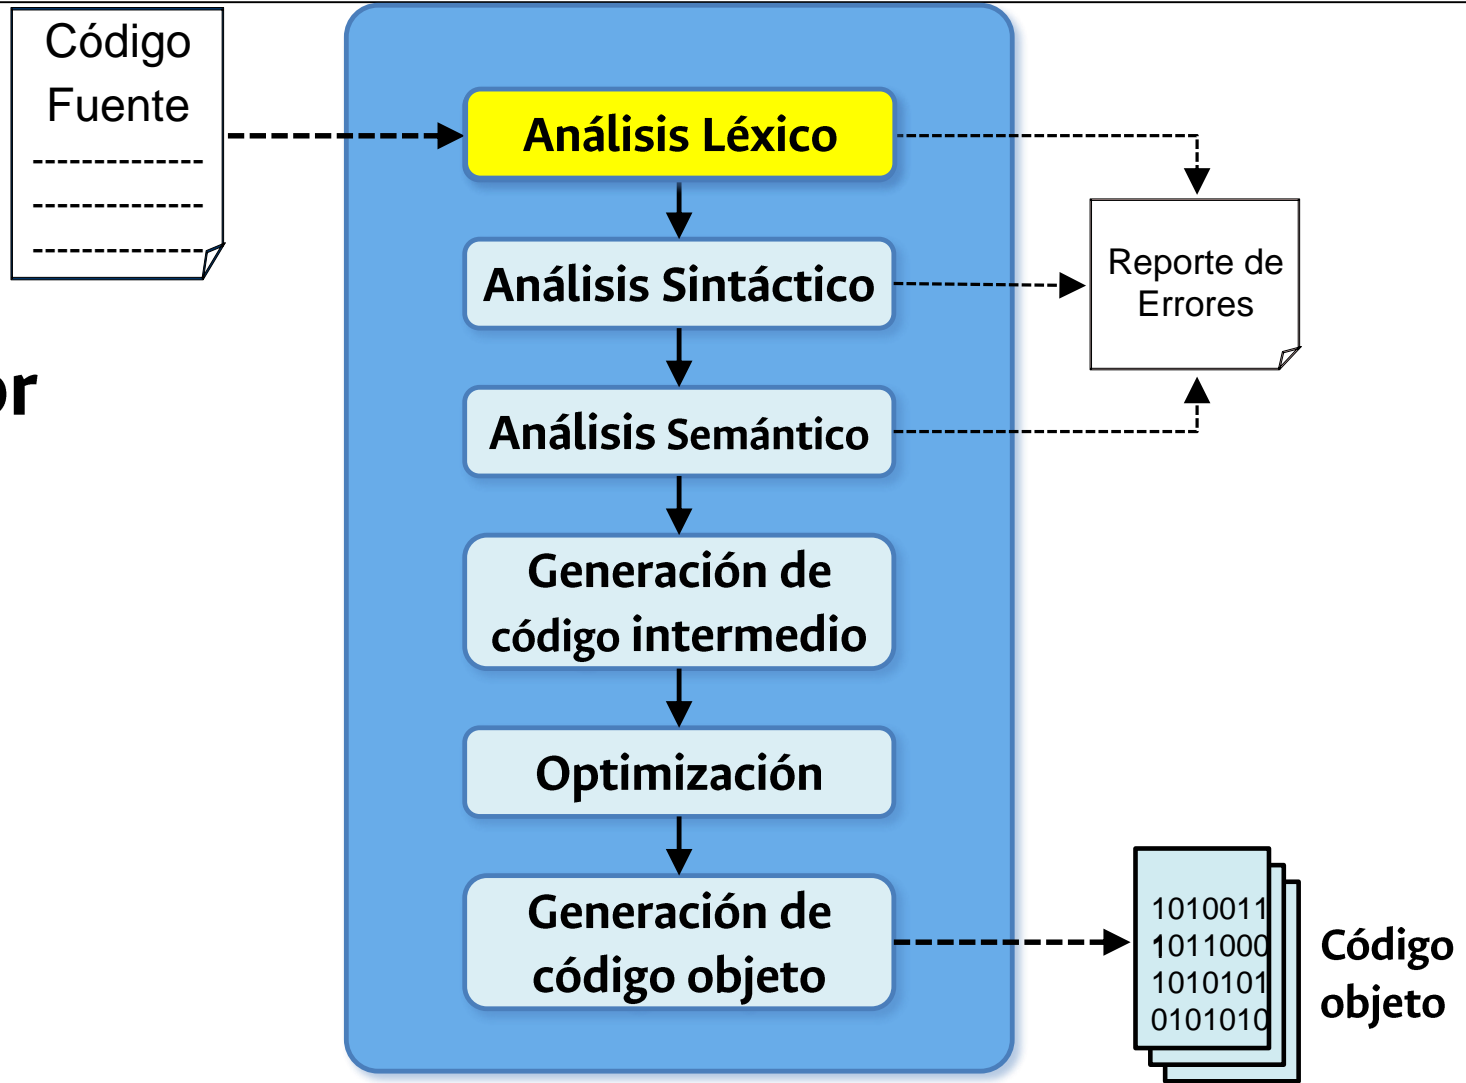 Código
Fuente
Análisis Léxico
Análisis Sintáctico
Reporte de
Errores
or
Análisis Semántico
Generación de
código intermedio
Optimización
Generación de
código objeto
1010011
1011000
1010101
0101010
Código
objeto